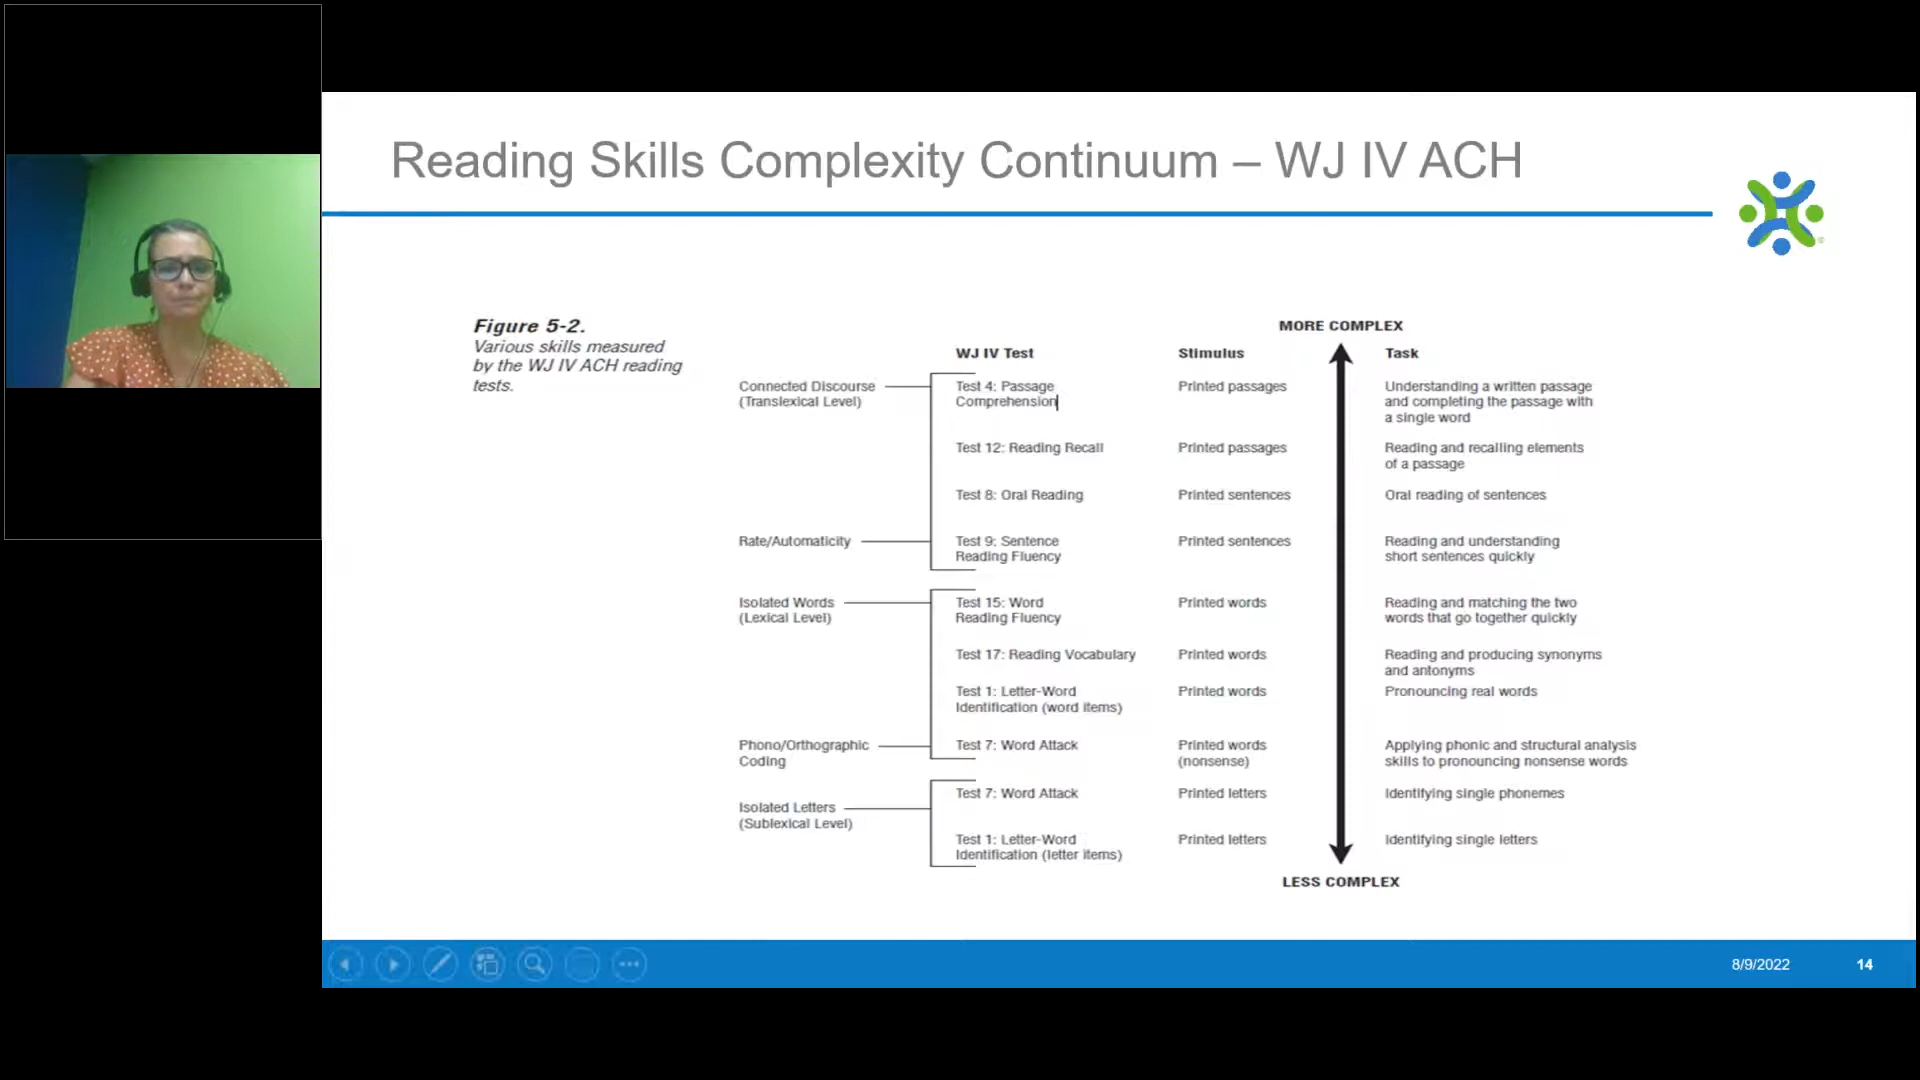 Reading Skills Complexity Continuum – WJ IV ACH
Figure 5-2.
Various skills measured
by the WJ IV ACH reading
tests.
MORE COMPLEX
WJ IV Test Stimulus Task
Connected Discourse
(Translexical Level)
Test 4: Passage
Comprehension
Printed passages
Understanding a written passage
and completing the passage with
a single word
Test 12: Reading Recall
Printed passages
Reading and recalling elements
of a passage
Test 8: Oral Reading
Printed sentences
Oral reading of sentences
Rate/Automaticity
Test 9: Sentence
Reading Fluency
Printed sentences
Reading and understanding
short sentences quickly
Isolated Words
(Lexical Level)
Test 15: Word
Reading Fluency
Printed words
Reading and matching the two
words that go together quickly
Test 17: Reading Vocabulary
Printed words
Reading and producing synonyms
and antonyms
Test 1: Letter-Word
Identification (word items)
Printed words
Pronouncing real words
Phono/Orthographic
Coding
Test 7: Word Attack
Printed words
(nonsense)
Applying phonic and structural analysis
skills to pronouncing nonsense words
Isolated Letters
(Sublexical Level)
Test 7: Word Attack
Printed letters
Identifying single phonemes
Test 1: Letter-Word
Identification (letter items)
Printed letters
Identifying single letters
LESS COMPLEX
8/9/2022
14